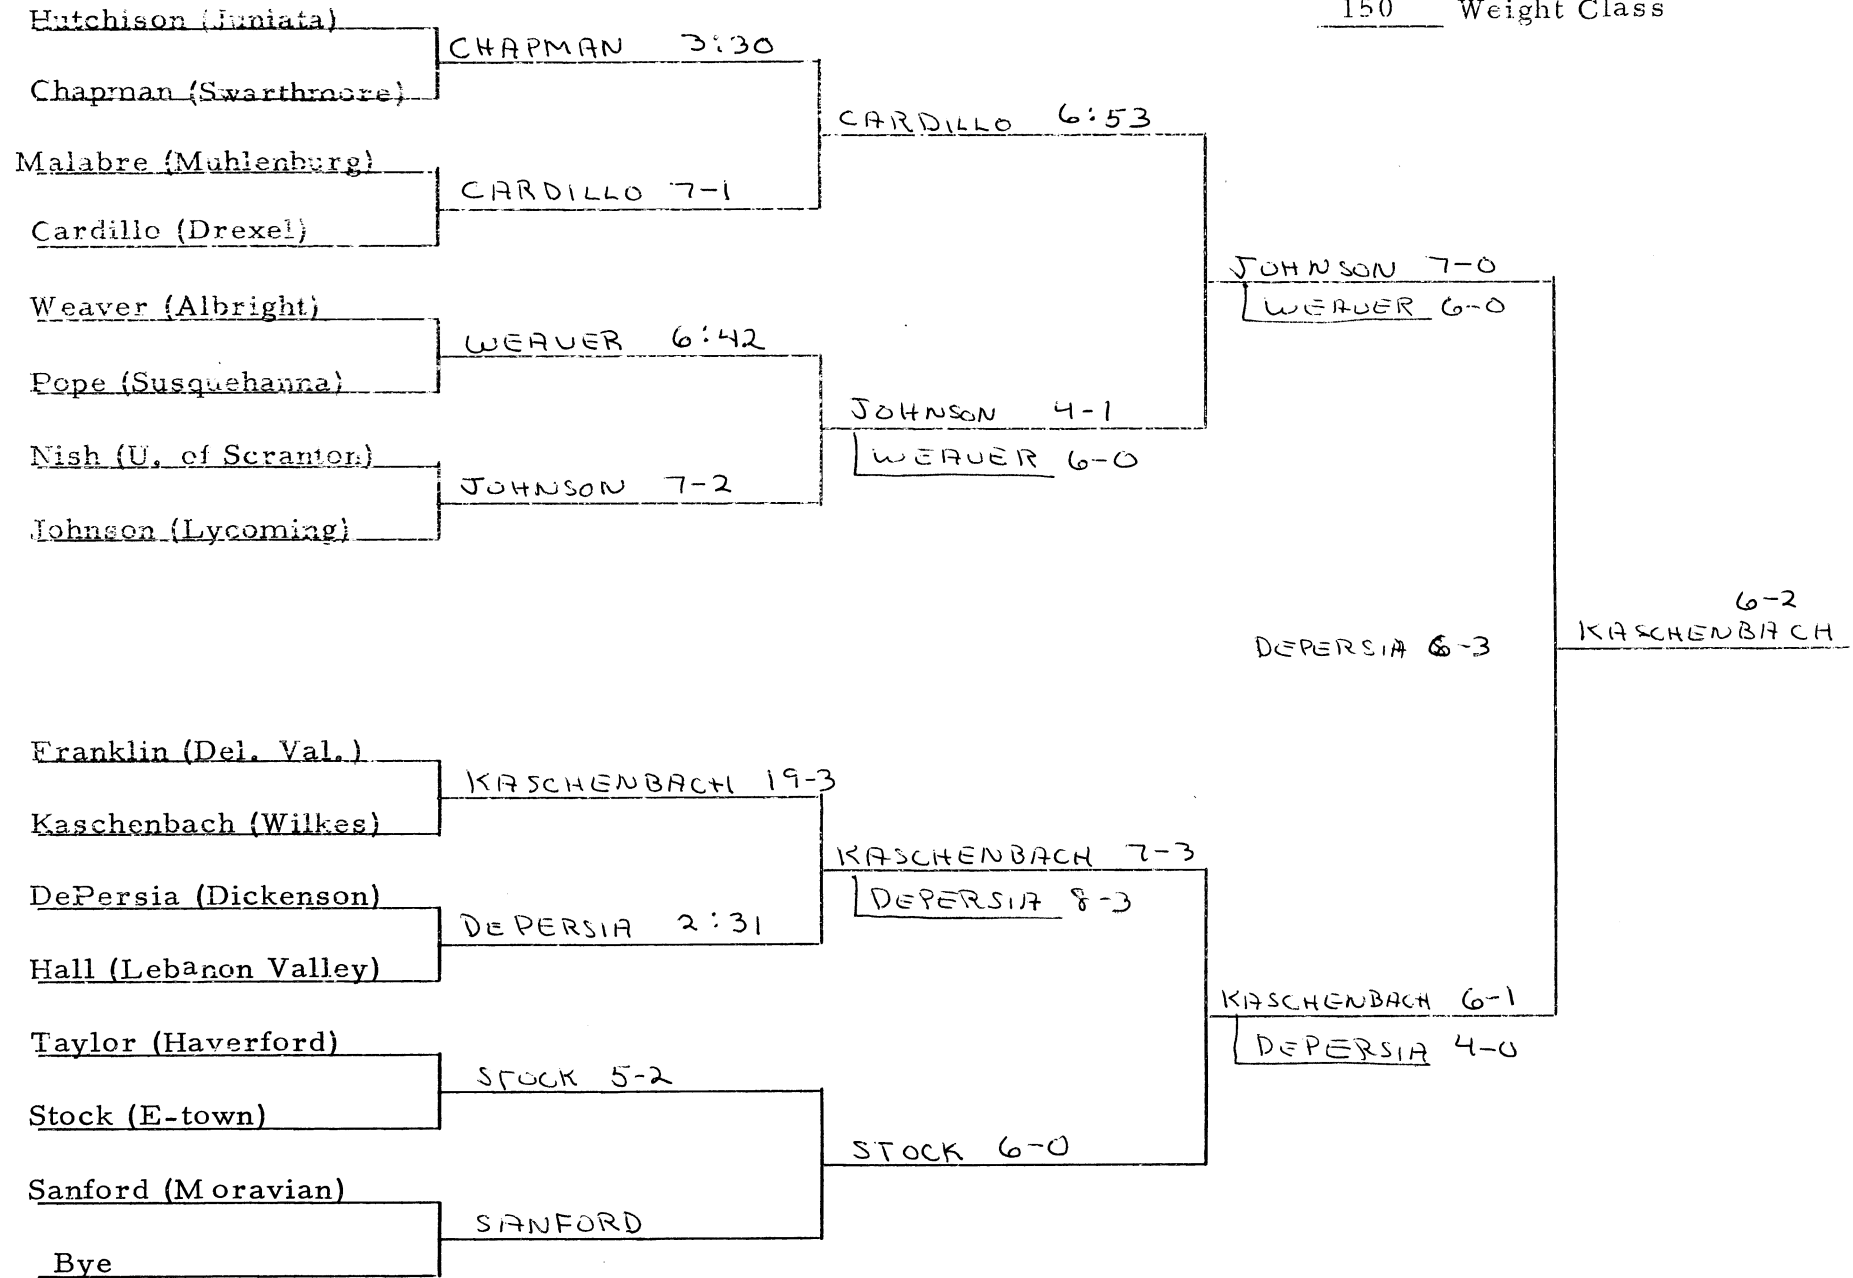 150 Weight Class
Hutchison (Juniata)
CHAPMAN 3:30
Chapman (Swarthmore)
CARDILLO 6:53
Malabre (Muhlenburg)
CARDILLO 7-1
Cardillo (Drexel)
JOHNSON 7-0
WEAVER 6-0
Weaver (Albright)
WEAVER 6:42
Pope (Susquehanna)
JOHNSON 4-1
WEAVER 6-0
Nish (U. of Scranton)
JOHNSON 7-2
Johnson (Lycoming)
6-2
KASCHENBACH
DEPERSIA 6-3
Franklin (Del. Val.)
KASCHENBACH 19-3
Kaschenbach (Wilkes)
KASCHENBACH 7-3
DEPERSIA 8-3
DePersia (Dickenson)
DEPERSIA 2:31
Hall (Lebanon Valley)
KASCHENBACH 6-1
DEPERSIA 4-0
Taylor (Haverford)
STOCK 5-2
Stock (E-town)
STOCK 6-0
Sanford (Moravian)
SANFORD
Bye